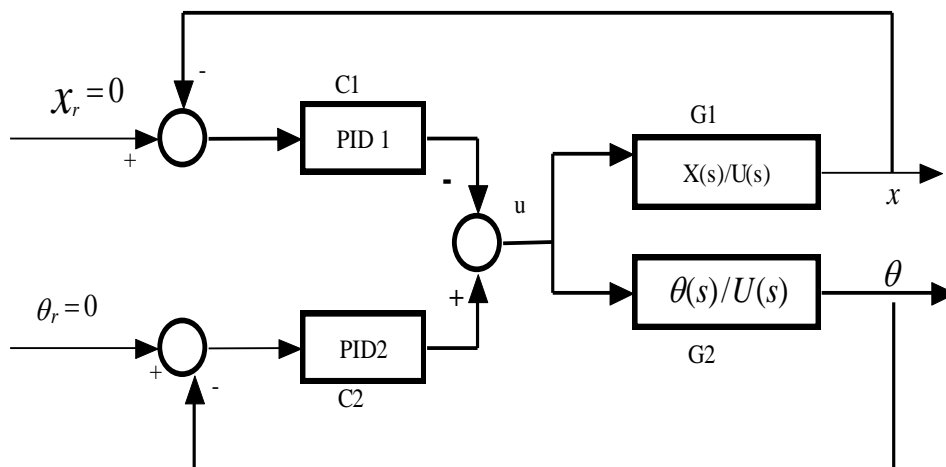 x_r = 0
+
-
C1
PID 1
-
u
G1
X(s)/U(s)
x
θ_r = 0
+
-
PID2
C2
+
θ(s)/U(s)
G2
θ